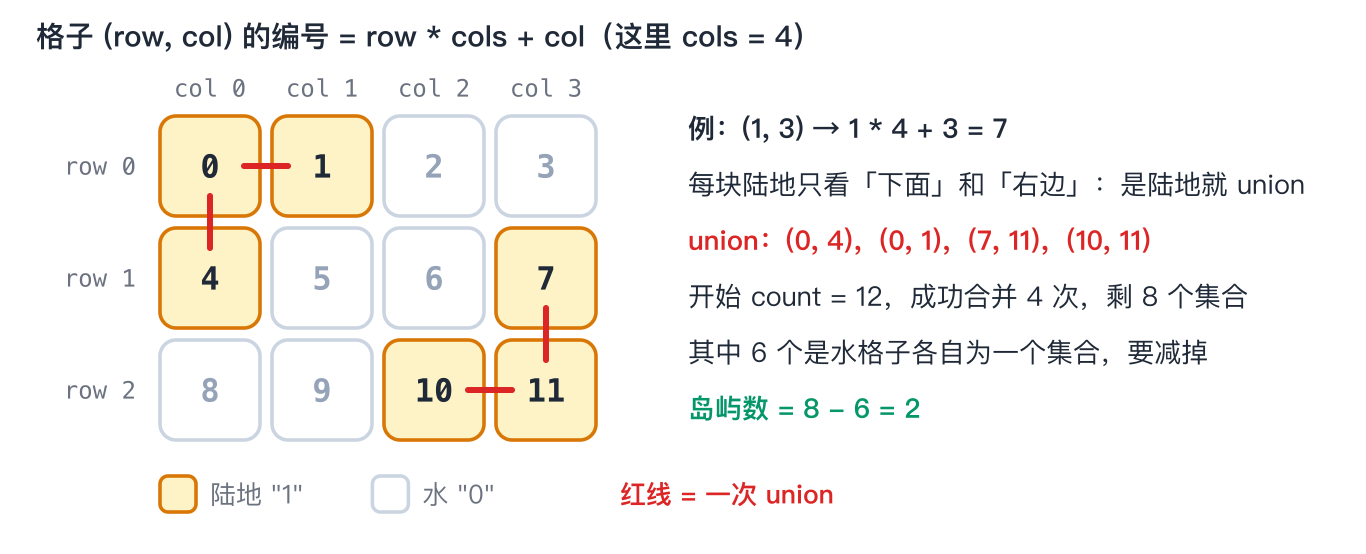 格子 (row, col) 的编号 = row * cols + col（这里 cols = 4）
col 0 col 1 col 2 col 3
row 0 0 1 2 3
row 1 4 5 6 7
row 2 8 9 10 11
例：(1, 3) → 1 * 4 + 3 = 7
每块陆地只看「下面」和「右边」：是陆地就 union
union：(0, 4)，(0, 1)，(7, 11)，(10, 11)
开始 count = 12，成功合并 4 次，剩 8 个集合
其中 6 个是水格子各自为一个集合，要减掉
岛屿数 = 8 − 6 = 2
陆地 "1" 水 "0" 红线 = 一次 union